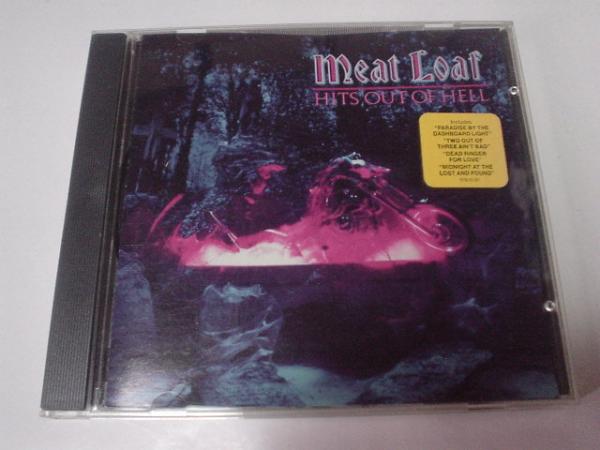 Meat Loaf
HITS OUT OF HELL
Includes
"PARADISE BY THE
DASHBOARD LIGHT"
"TWO OUT OF
THREE AIN'T BAD"
"DEAD RINGER
FOR LOVE"
"MIDNIGHT AT THE
LOST AND FOUND"